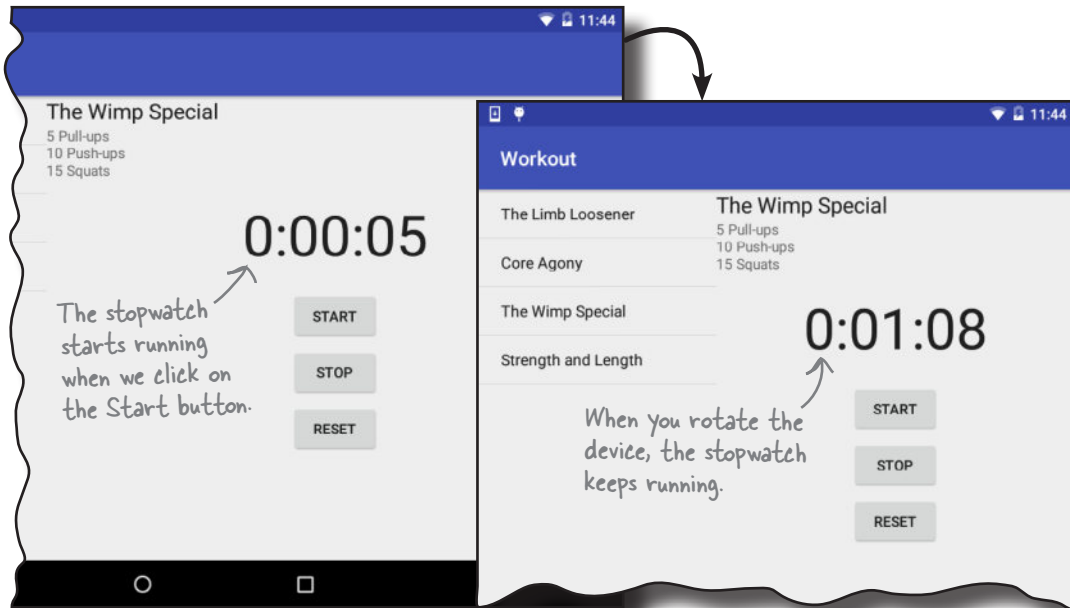 11:44
The Wimp Special
5 Pull-ups
10 Push-ups
15 Squats
0:00:05
The stopwatch
starts running
when we click on
the Start button.
START
STOP
RESET
11:44
Workout
The Limb Loosener
Core Agony
The Wimp Special
Strength and Length
The Wimp Special
5 Pull-ups
10 Push-ups
15 Squats
0:01:08
When you rotate the
device, the stopwatch
keeps running.
START
STOP
RESET